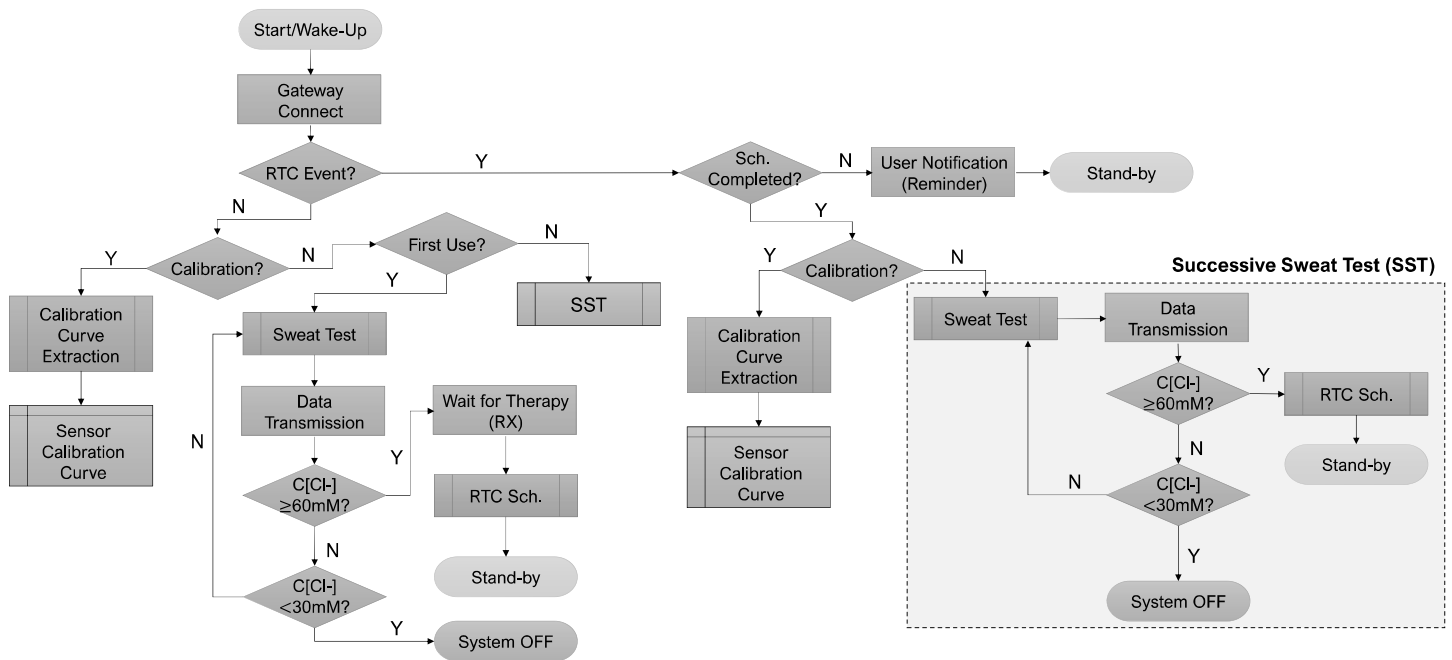 Start/Wake-Up
Gateway
Connect
RTC Event?
Y
Sch.
Completed?
N
User Notification
(Reminder)
Stand-by
N
Y
Calibration?
Y
N
First Use?
N
Y
SST
Calibration
Curve
Extraction
Sensor
Calibration
Curve
Sweat Test
Data
Transmission
C[Cl-]
≥60mM?
Y
Wait for Therapy
(RX)
RTC Sch.
Stand-by
N
C[Cl-]
<30mM?
N
Y
System OFF
Calibration?
Y
N
Calibration
Curve
Extraction
Sensor
Calibration
Curve
Successive Sweat Test (SST)
Sweat Test
Data
Transmission
C[Cl-]
≥60mM?
Y
RTC Sch.
Stand-by
N
C[Cl-]
<30mM?
N
Y
System OFF